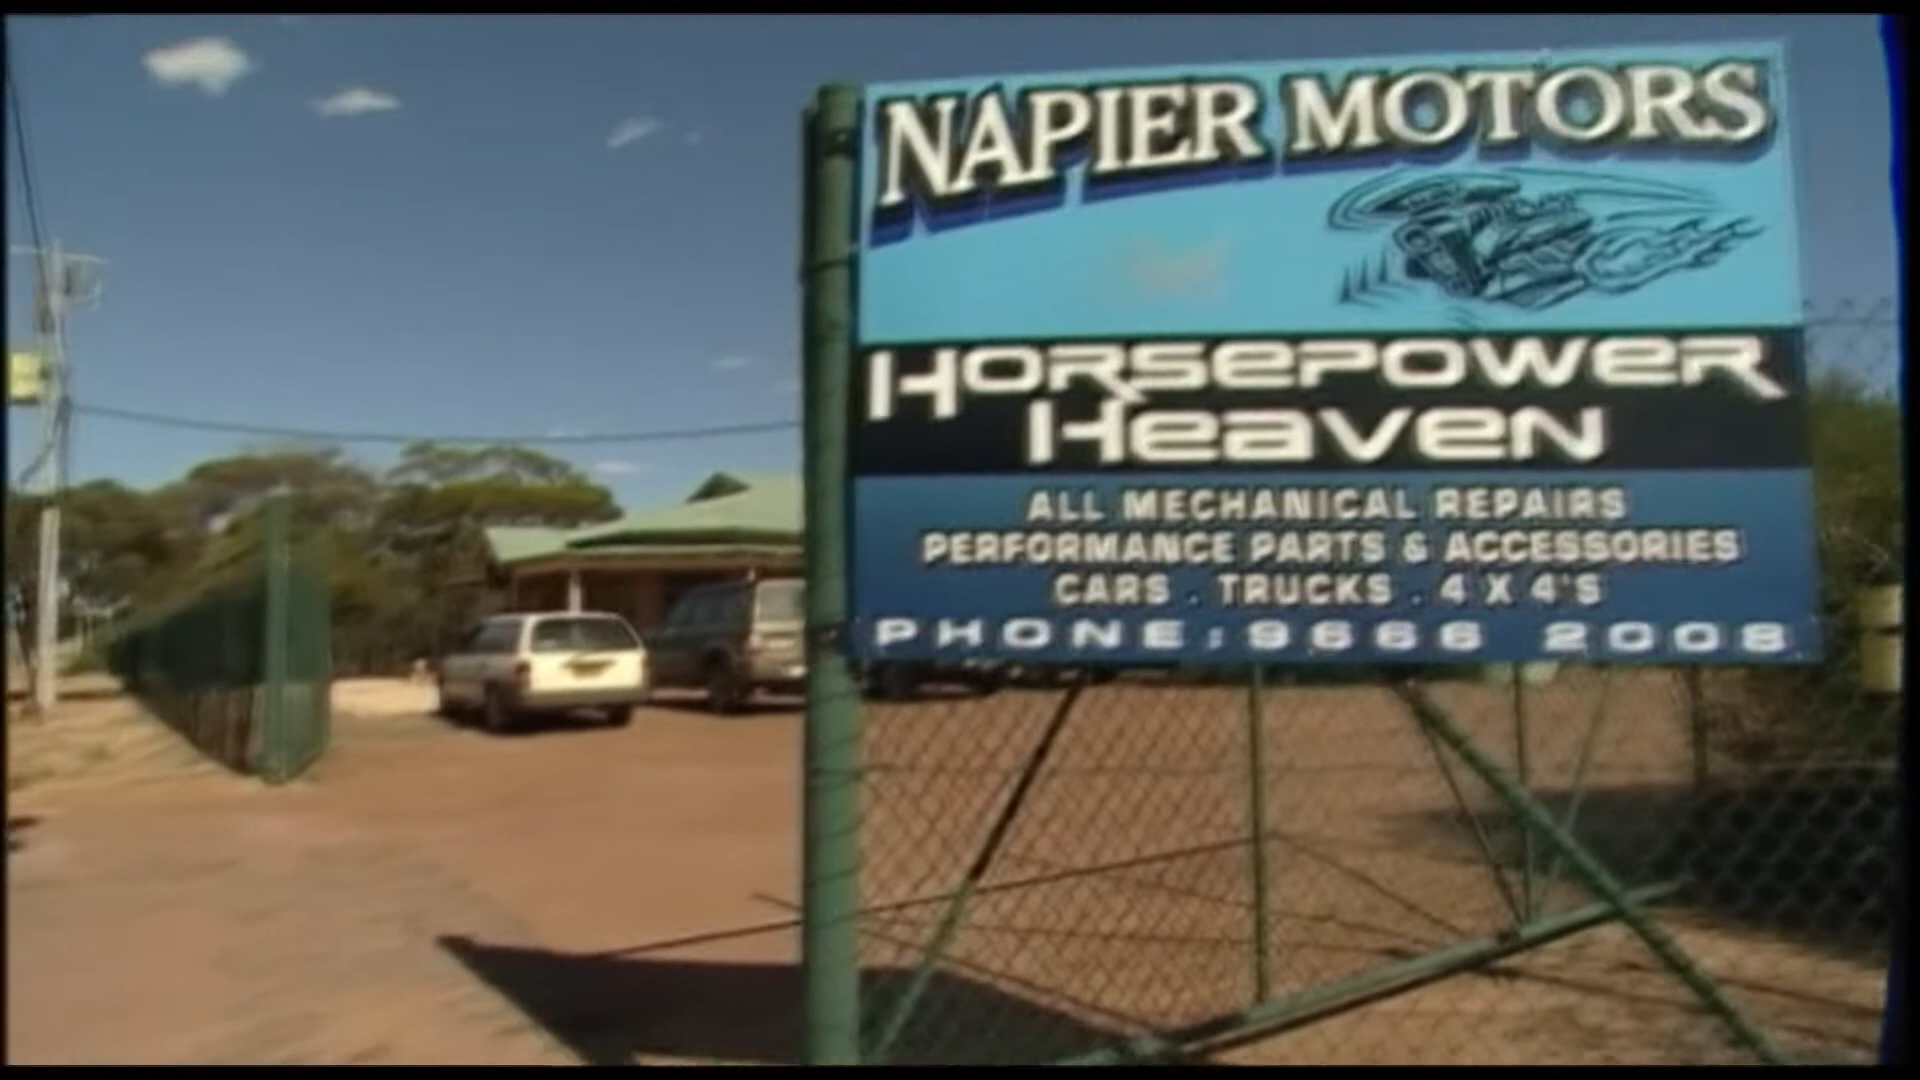 NAPIER MOTORS
HORSEPOWER
HEAVEN
ALL MECHANICAL REPAIRS
PERFORMANCE PARTS & ACCESSORIES
CARS . TRUCKS . 4 X 4'S
PHONE: 9666 2008